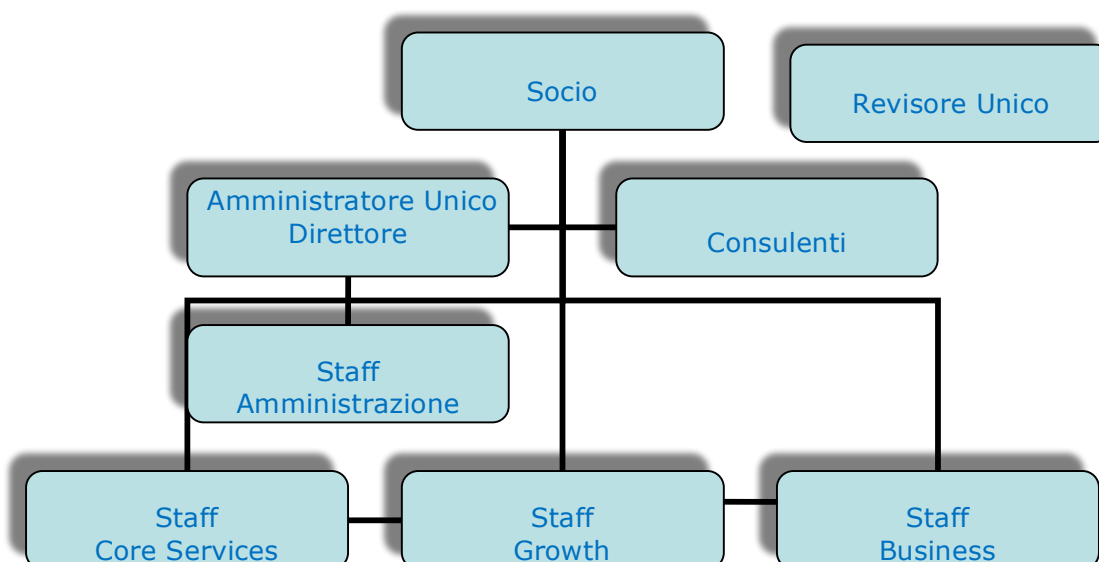 Socio
Revisore Unico
Amministratore Unico
Direttore
Consulenti
Staff
Amministrazione
Staff
Core Services
Staff
Growth
Staff
Business